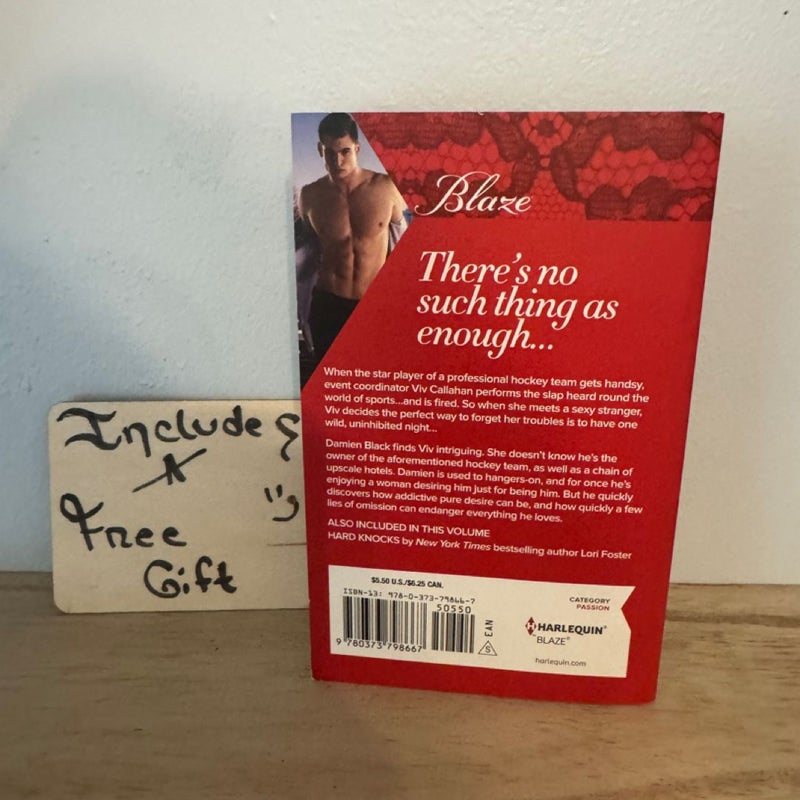 Blaze
There's no
such thing as
enough...
When the star player of a professional hockey team gets handsy,
event coordinator Viv Callahan performs the slap heard round the
world of sports...and is fired. So when she meets a sexy stranger,
Viv decides the perfect way to forget her troubles is to have one
wild, uninhibited night...
Damien Black finds Viv intriguing. She doesn't know he's the
owner of the aforementioned hockey team, as well as a chain of
upscale hotels. Damien is used to hangers-on, and for once he's
enjoying a woman desiring him just for being him. But he quickly
discovers how addictive pure desire can be, and how quickly a few
lies of omission can endanger everything he loves.
ALSO INCLUDED IN THIS VOLUME
HARD KNOCKS by New York Times bestselling author Lori Foster
$5.50 U.S./$6.25 CAN.
ISBN-13: 978-0-373-79866-7
50550
9 780373 798667
S EAN
CATEGORY
PASSION
HARLEQUIN®
BLAZE®
harlequin.com
IncludeS
A
Free
Gift